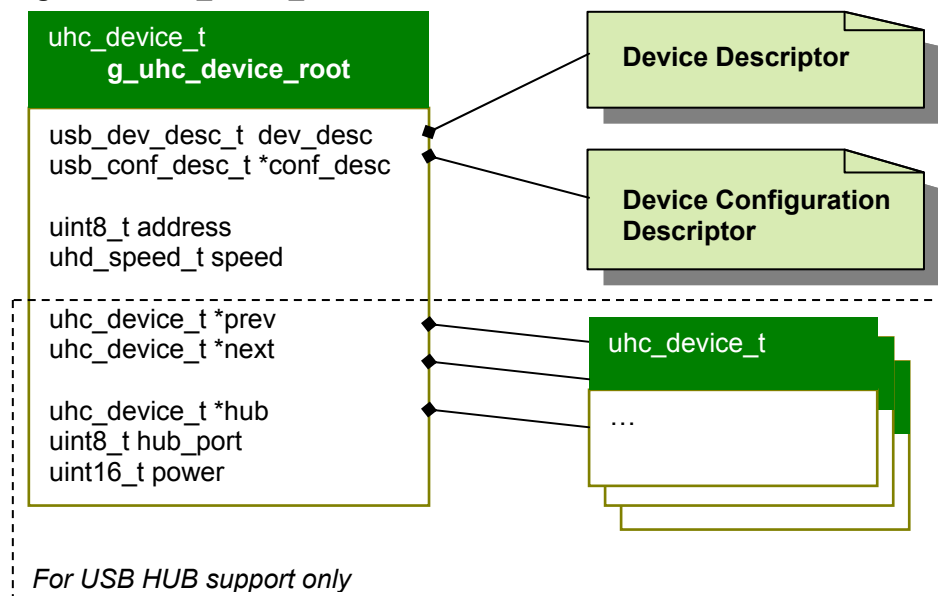 uhc_device_t
g_uhc_device_root
usb_dev_desc_t dev_desc
usb_conf_desc_t *conf_desc
uint8_t address
uhd_speed_t speed
uhc_device_t *prev
uhc_device_t *next
uhc_device_t *hub
uint8_t hub_port
uint16_t power
For USB HUB support only
Device Descriptor
Device Configuration
Descriptor
uhc_device_t
…